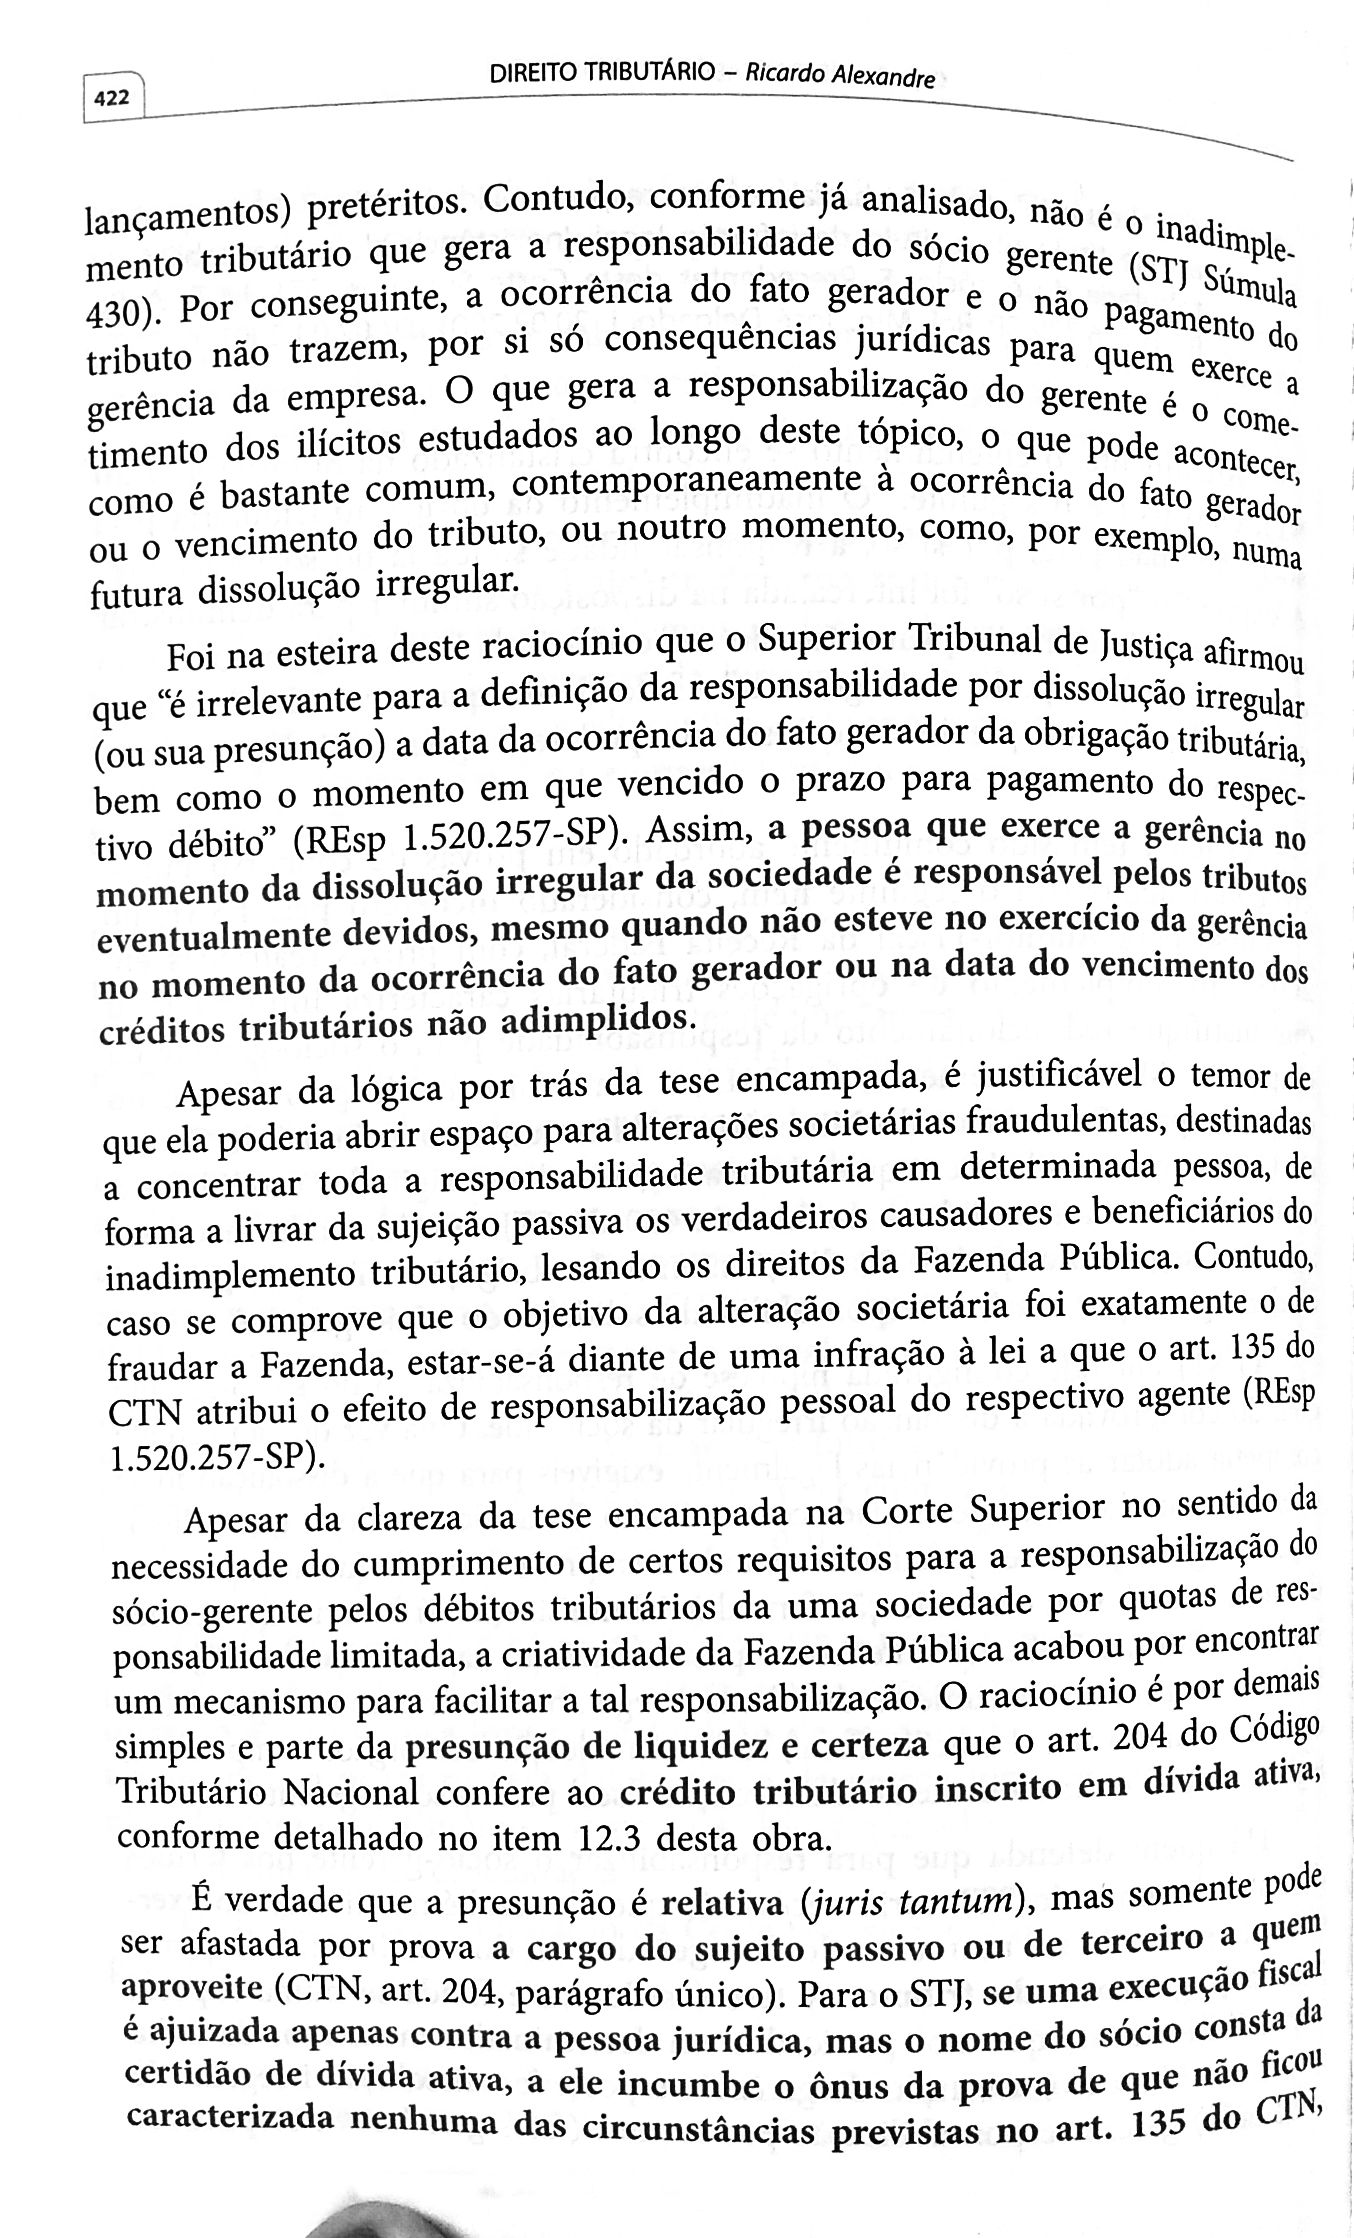 DIREITO TRIBUTÁRIO – Ricardo Alexandre
422
lançamentos) pretéritos. Contudo, conforme já analisado, não é o inadimple-
mento tributário que gera a responsabilidade do sócio gerente (STJ Súmula
430). Por conseguinte, a ocorrência do fato gerador e o não pagamento do
tributo não trazem, por si só consequências jurídicas para quem exerce a
gerência da empresa. O que gera a responsabilização do gerente é o come-
timento dos ilícitos estudados ao longo deste tópico, o que pode acontecer,
como é bastante comum, contemporaneamente à ocorrência do fato gerador
ou o vencimento do tributo, ou noutro momento, como, por exemplo, numa
futura dissolução irregular.
Foi na esteira deste raciocínio que o Superior Tribunal de Justiça afirmou
que “é irrelevante para a definição da responsabilidade por dissolução irregular
(ou sua presunção) a data da ocorrência do fato gerador da obrigação tributária,
bem como o momento em que vencido o prazo para pagamento do respec-
tivo débito” (REsp 1.520.257-SP). Assim, a pessoa que exerce a gerência no
momento da dissolução irregular da sociedade é responsável pelos tributos
eventualmente devidos, mesmo quando não esteve no exercício da gerência
no momento da ocorrência do fato gerador ou na data do vencimento dos
créditos tributários não adimplidos.
Apesar da lógica por trás da tese encampada, é justificável o temor de
que ela poderia abrir espaço para alterações societárias fraudulentas, destinadas
a concentrar toda a responsabilidade tributária em determinada pessoa, de
forma a livrar da sujeição passiva os verdadeiros causadores e beneficiários do
inadimplemento tributário, lesando os direitos da Fazenda Pública. Contudo,
caso se comprove que o objetivo da alteração societária foi exatamente o de
fraudar a Fazenda, estar-se-á diante de uma infração à lei a que o art. 135 do
CTN atribui o efeito de responsabilização pessoal do respectivo agente (REsp
1.520.257-SP).
Apesar da clareza da tese encampada na Corte Superior no sentido da
necessidade do cumprimento de certos requisitos para a responsabilização do
sócio-gerente pelos débitos tributários da uma sociedade por quotas de res-
ponsabilidade limitada, a criatividade da Fazenda Pública acabou por encontrar
um mecanismo para facilitar a tal responsabilização. O raciocínio é por demais
simples e parte da presunção de liquidez e certeza que o art. 204 do Código
Tributário Nacional confere ao crédito tributário inscrito em dívida ativa,
conforme detalhado no item 12.3 desta obra.
É verdade que a presunção é relativa (juris tantum), mas somente pode
ser afastada por prova a cargo do sujeito passivo ou de terceiro a quem
aproveite (CTN, art. 204, parágrafo único). Para o STJ, se uma execução fiscal
é ajuizada apenas contra a pessoa jurídica, mas o nome do sócio consta da
certidão de dívida ativa, a ele incumbe o ônus da prova de que não ficou
caracterizada nenhuma das circunstâncias previstas no art. 135 do CTN,